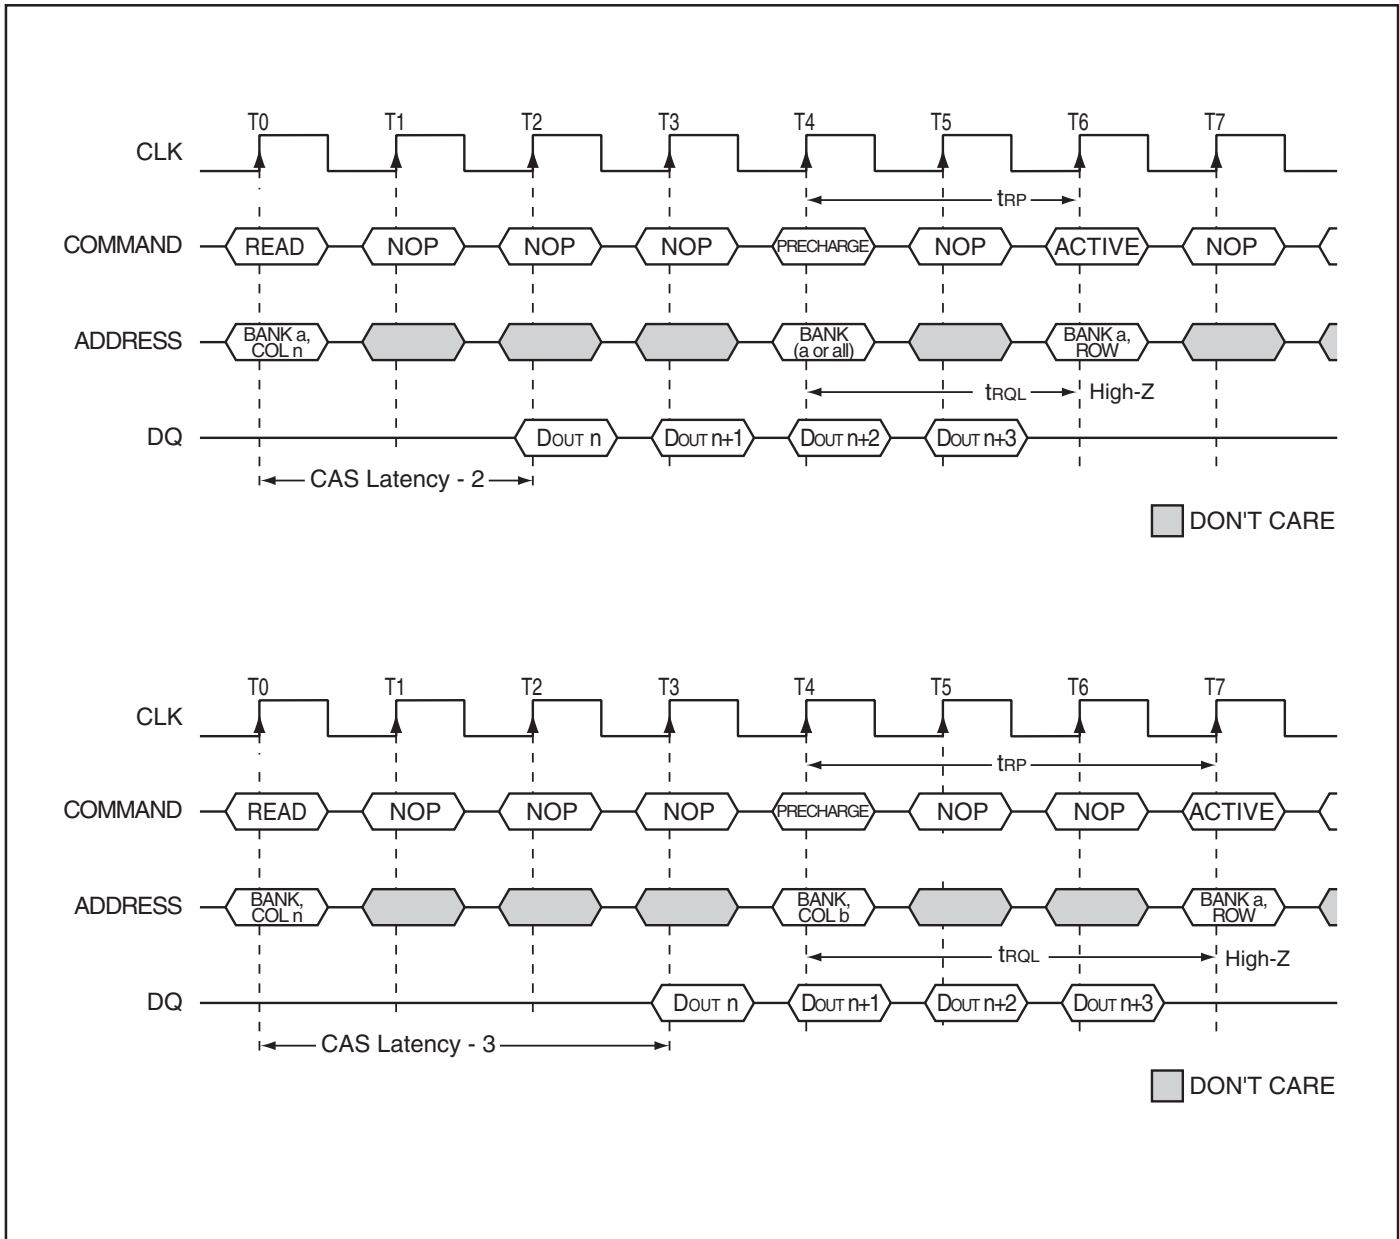 T0 T1 T2 T3 T4 T5 T6 T7
CLK
tRP
COMMAND READ NOP NOP NOP PRECHARGE NOP ACTIVE NOP
ADDRESS BANK a, COL n BANK (a or all) BANK a, ROW
tRQL High-Z
DQ DOUT n DOUT n+1 DOUT n+2 DOUT n+3
CAS Latency - 2
DON'T CARE
T0 T1 T2 T3 T4 T5 T6 T7
CLK
tRP
COMMAND READ NOP NOP NOP PRECHARGE NOP NOP ACTIVE
ADDRESS BANK, COL n BANK, COL b BANK a, ROW
tRQL High-Z
DQ DOUT n DOUT n+1 DOUT n+2 DOUT n+3
CAS Latency - 3
DON'T CARE